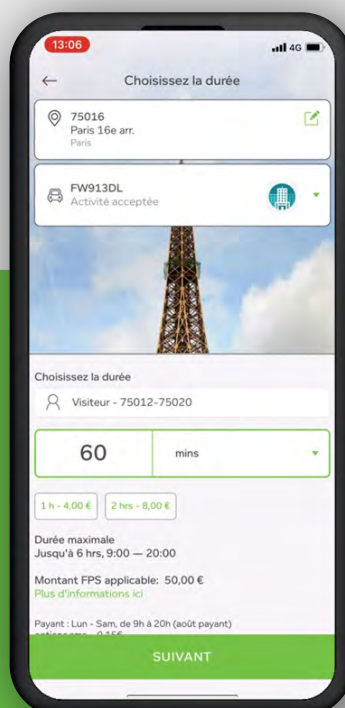 13:06
4G
Choisissez la durée
75016
Paris 16e arr.
Paris
FW913DL
Activité acceptée
Choisissez la durée
Visiteur - 75012-75020
60 mins
1 h - 4,00 € 2 hrs - 8,00 €
Durée maximale
Jusqu'à 6 hrs, 9:00 — 20:00
Montant FPS applicable: 50,00 €
Plus d'informations ici
Payant : Lun - Sam, de 9h à 20h (août payant)
SUIVANT